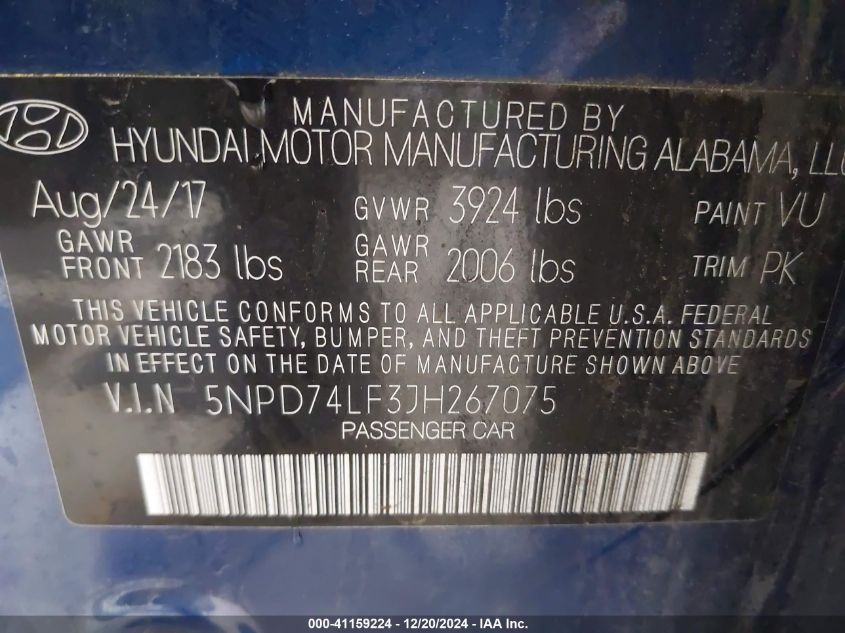 MANUFACTURED BY
HYUNDAI MOTOR MANUFACTURING ALABAMA, LLC
Aug/24/17 GVWR 3924 lbs PAINT VU
GAWR FRONT 2183 lbs GAWR REAR 2006 lbs TRIM PK
THIS VEHICLE CONFORMS TO ALL APPLICABLE U.S.A. FEDERAL
MOTOR VEHICLE SAFETY, BUMPER, AND THEFT PREVENTION STANDARDS
IN EFFECT ON THE DATE OF MANUFACTURE SHOWN ABOVE
V.I.N 5NPD74LF3JH267075
PASSENGER CAR
000-41159224 - 12/20/2024 - IAA Inc.